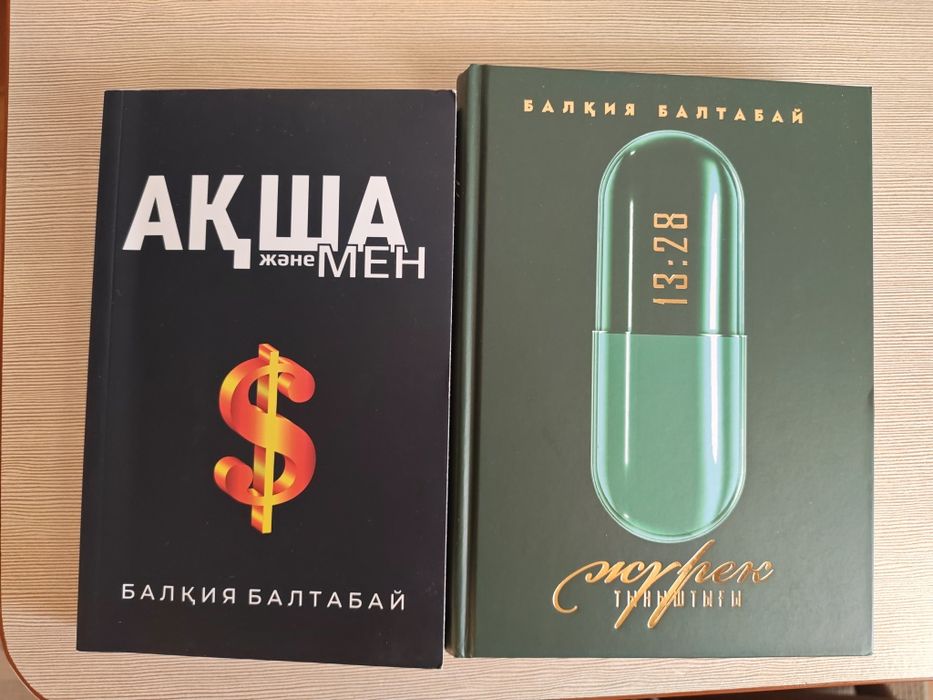 АҚША
және МЕН
БАЛҚИЯ БАЛТАБАЙ
БАЛҚИЯ БАЛТАБАЙ
13:28
жүрек
ТЫНЫШТЫҒЫ